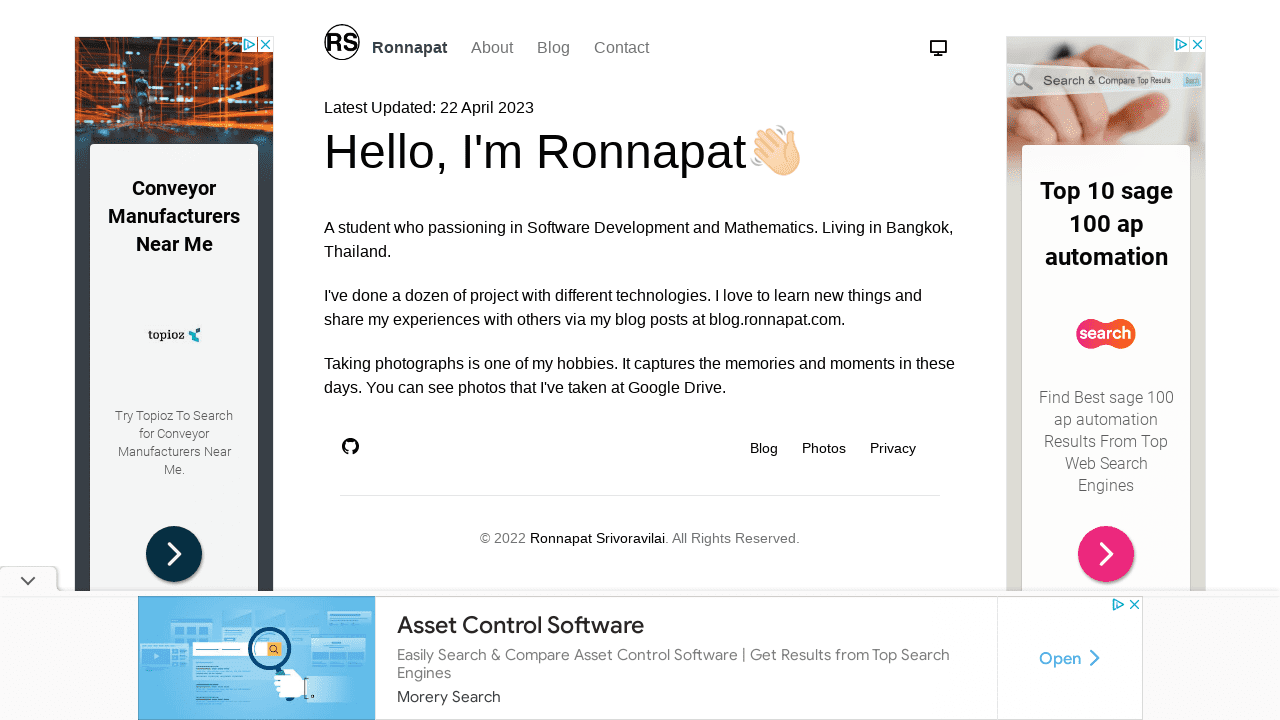 RS
Ronnapat
About
Blog
Contact
Latest Updated: 22 April 2023
Hello, I'm Ronnapat👋🏻
A student who passioning in Software Development and Mathematics. Living in Bangkok,
Thailand.
I've done a dozen of project with different technologies. I love to learn new things and
share my experiences with others via my blog posts at blog.ronnapat.com.
Taking photographs is one of my hobbies. It captures the memories and moments in these
days. You can see photos that I've taken at Google Drive.
Blog
Photos
Privacy
© 2022 Ronnapat Srivoravilai. All Rights Reserved.
Conveyor
Manufacturers
Near Me
topioz
Try Topioz To Search
for Conveyor
Manufacturers Near
Me.
Search & Compare Top Results
Search
Top 10 sage
100 ap
automation
search
Find Best sage 100
ap automation
Results From Top
Web Search
Engines
Asset Control Software
Easily Search & Compare Asset Control Software | Get Results from Top Search
Engines
Morery Search
Open